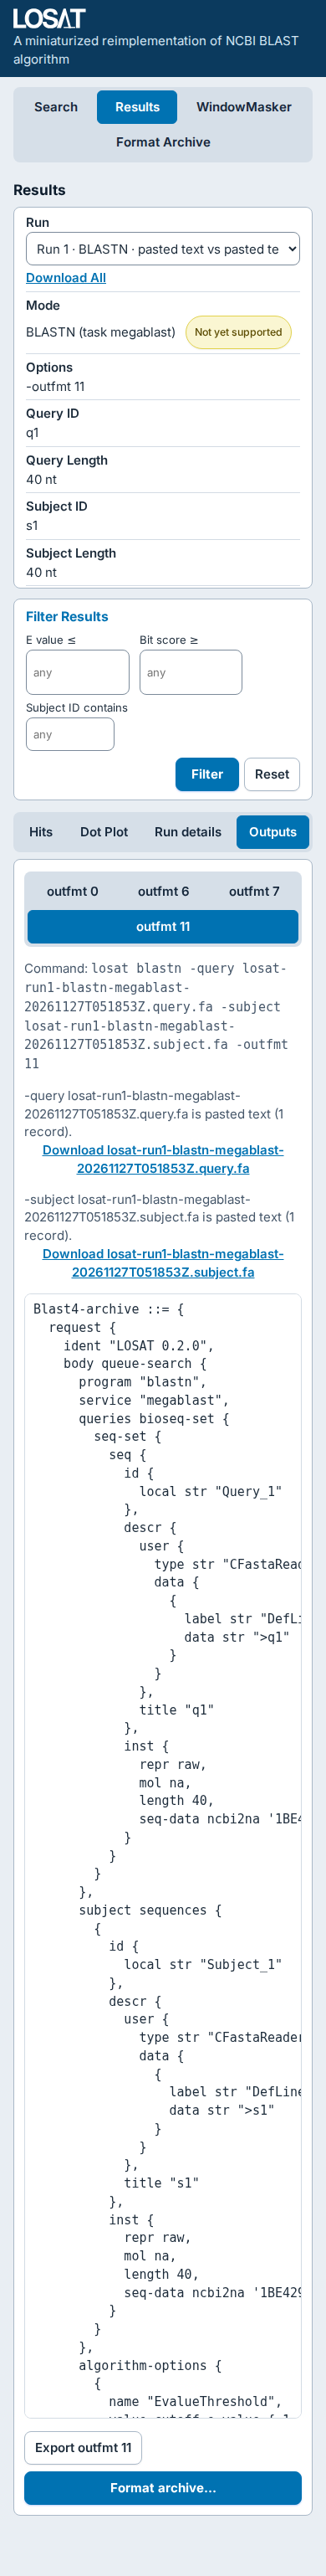 LOSAT
A miniaturized reimplementation of NCBI BLAST
algorithm
Search
Results
WindowMasker
Format Archive
Results
Run
Run 1 · BLASTN · pasted text vs pasted te
Download All
Mode
BLASTN (task megablast) Not yet supported
Options
-outfmt 11
Query ID
q1
Query Length
40 nt
Subject ID
s1
Subject Length
40 nt
Filter Results
E value ≤ Bit score ≥
any any
Subject ID contains
any
Filter Reset
Hits Dot Plot Run details Outputs
outfmt 0 outfmt 6 outfmt 7
outfmt 11
Command: losat blastn -query losat-
run1-blastn-megablast-
20261127T051853Z.query.fa -subject
losat-run1-blastn-megablast-
20261127T051853Z.subject.fa -outfmt
11
-query losat-run1-blastn-megablast-
20261127T051853Z.query.fa is pasted text (1
record).
Download losat-run1-blastn-megablast-
20261127T051853Z.query.fa
-subject losat-run1-blastn-megablast-
20261127T051853Z.subject.fa is pasted text (1
record).
Download losat-run1-blastn-megablast-
20261127T051853Z.subject.fa
Blast4-archive ::= {
request {
ident "LOSAT 0.2.0",
body queue-search {
program "blastn",
service "megablast",
queries bioseq-set {
seq-set {
seq {
id {
local str "Query_1"
},
descr {
user {
type str "CFastaRead
data {
{
label str "DefLi
data str ">q1"
}
}
},
title "q1"
},
inst {
repr raw,
mol na,
length 40,
seq-data ncbi2na '1BE4
}
}
}
},
subject sequences {
{
id {
local str "Subject_1"
},
descr {
user {
type str "CFastaReader
data {
{
label str "DefLine
data str ">s1"
}
}
},
title "s1"
},
inst {
repr raw,
mol na,
length 40,
seq-data ncbi2na '1BE429
}
}
},
algorithm-options {
{
name "EvalueThreshold",
Export outfmt 11
Format archive...